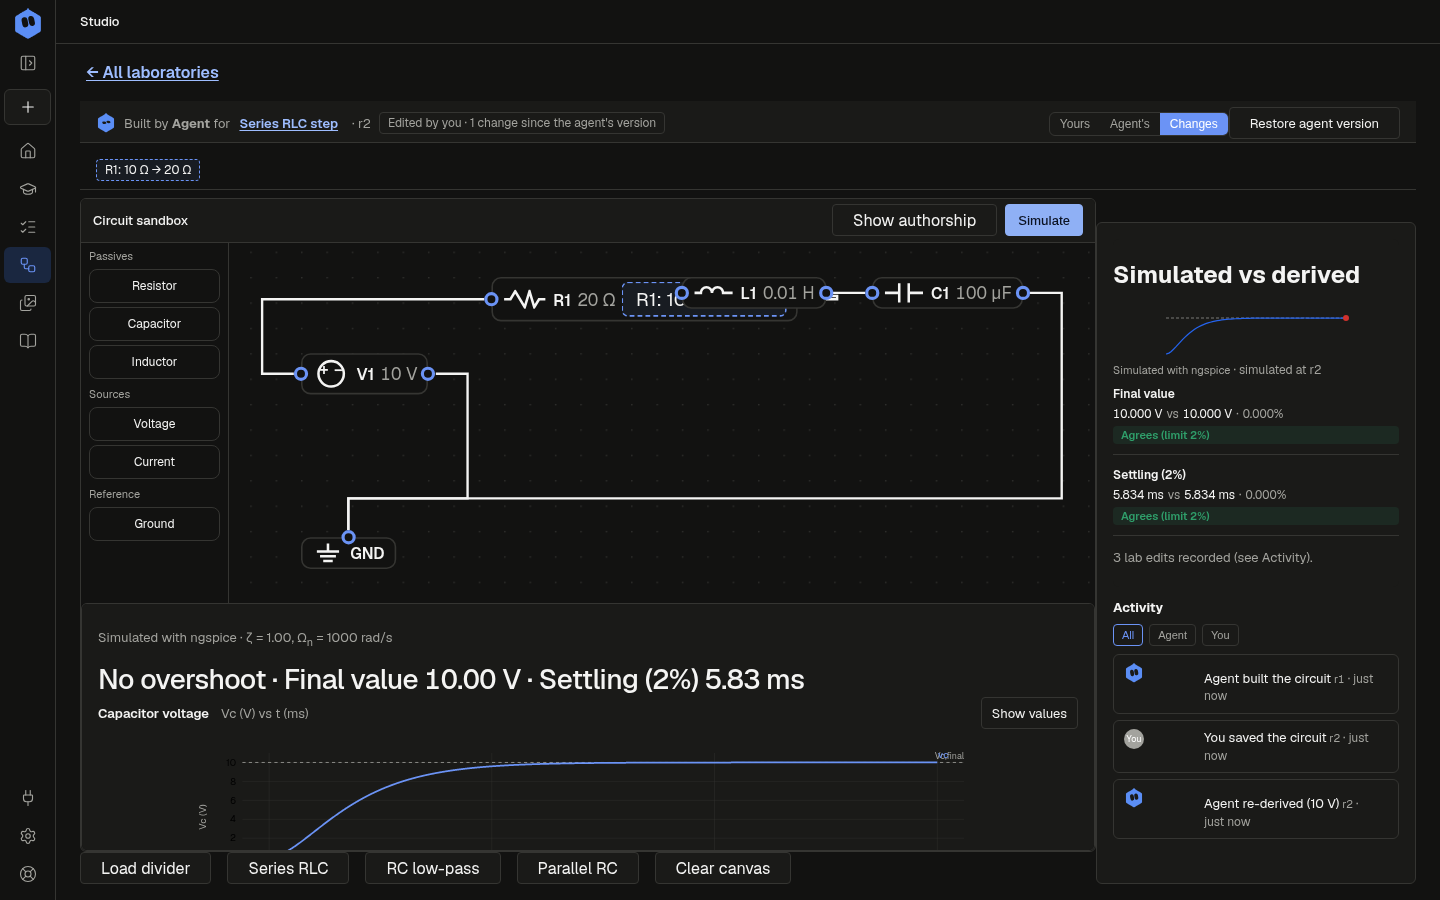 Studio
← All laboratories
Built by Agent for Series RLC step · r2 Edited by you · 1 change since the agent's version Yours Agent's Changes Restore agent version
R1: 10 Ω → 20 Ω
Circuit sandbox Show authorship Simulate
Passives
Resistor
Capacitor
Inductor
Sources
Voltage
Current
Reference
Ground
R1 20 Ω L1 0.01 H C1 100 µF
V1 10 V
GND
Simulated with ngspice · ζ = 1.00, Ωn = 1000 rad/s
No overshoot · Final value 10.00 V · Settling (2%) 5.83 ms
Capacitor voltage Vc (V) vs t (ms) Show values
10
8
6
4
2
Vc (V)
Load divider Series RLC RC low-pass Parallel RC Clear canvas
Simulated vs derived
Simulated with ngspice · simulated at r2
Final value
10.000 V vs 10.000 V · 0.000%
Agrees (limit 2%)
Settling (2%)
5.834 ms vs 5.834 ms · 0.000%
Agrees (limit 2%)
3 lab edits recorded (see Activity).
Activity
All Agent You
Agent built the circuit r1 · just
now
You You saved the circuit r2 · just
now
Agent re-derived (10 V) r2 ·
just now